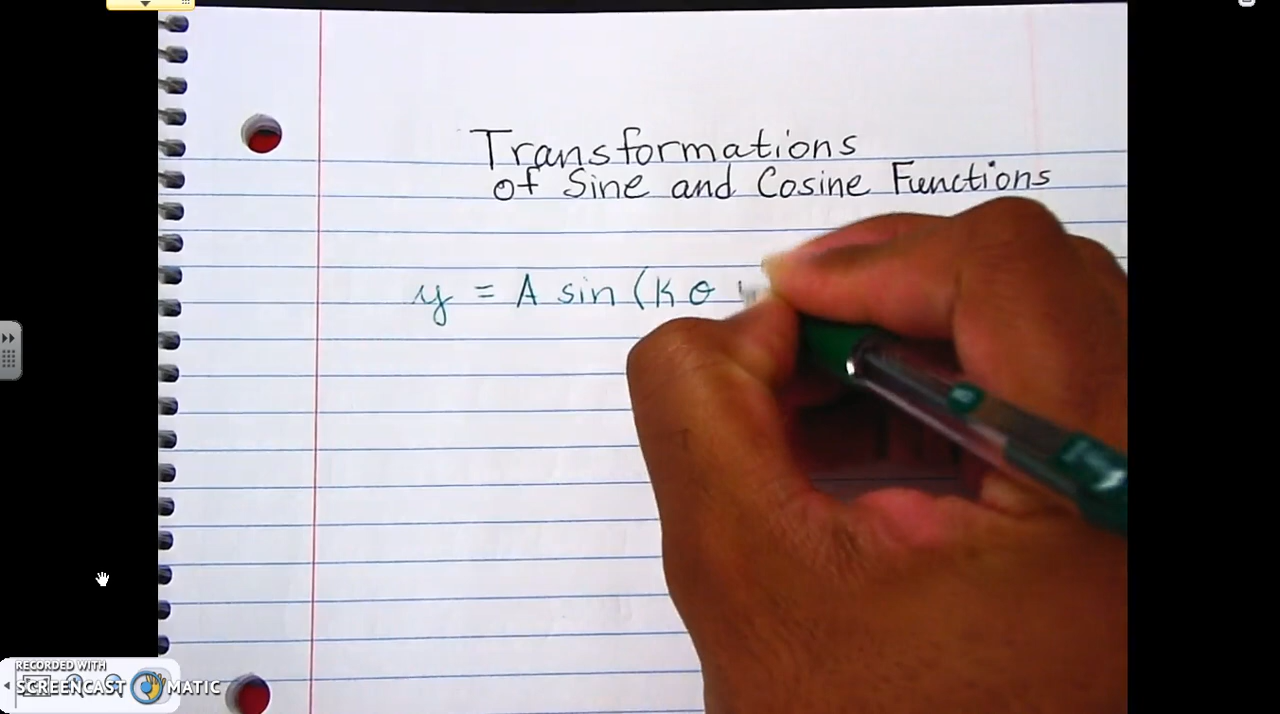 Transformations
of Sine and Cosine Functions
y = A sin (kθ
RECORDED WITH
SCREENCAST MATIC